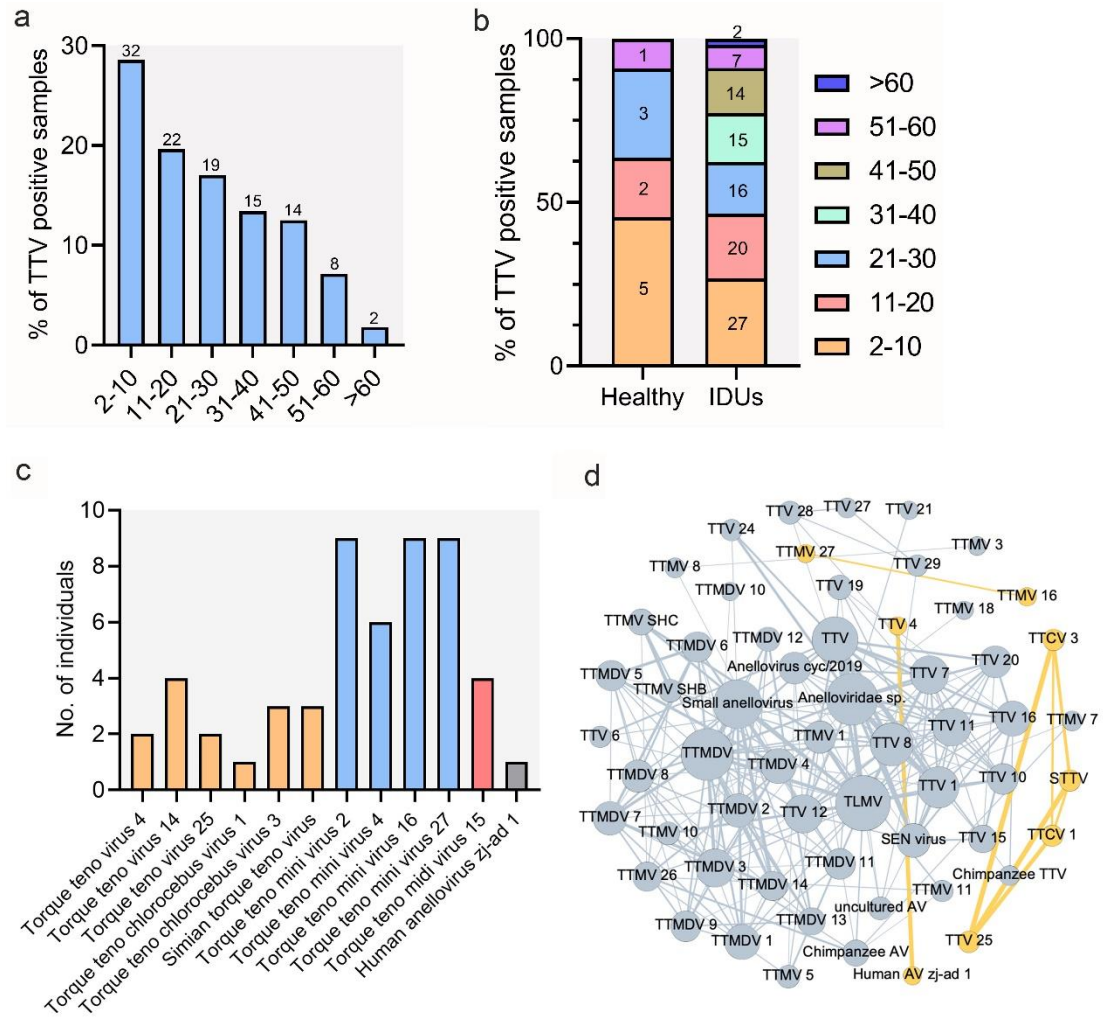 a
% of TTV positive samples
30
20
10
0
32
22
19
15
14
8
2
2-10
11-20
21-30
31-40
41-50
51-60
>60
b
% of TTV positive samples
100
50
0
1
3
2
5
2
7
14
15
16
20
27
Healthy
IDUs
>60
51-60
41-50
31-40
21-30
11-20
2-10
c
No. of individuals
10
8
6
4
2
0
Torque teno virus 4
Torque teno virus 14
Torque teno virus 25
Torque teno chlorocebus virus 1
Torque teno chlorocebus virus 3
Simian torque teno virus
Torque teno mini virus 2
Torque teno mini virus 4
Torque teno mini virus 16
Torque teno mini virus 27
Torque teno midi virus 15
Human anellovirus zj-ad 1
d
TTV 28
TTV 27
TTV 21
TTV 24
TTMV 27
TTMV 3
TTMV 8
TTV 29
TTMDV 10
TTV 19
TTMV 16
TTMV 18
TTMV SHC
TTV 4
TTMDV 6
TTMDV 12
TTV
TTCV 3
TTMDV 5
Anellovirus cyc/2019
TTV 7
TTV 20
TTMV SHB
Small anellovirus
Anelloviridae sp.
TTV 6
TTMV 1
TTV 8
TTV 11
TTV 16
TTMV 7
TTMDV
TTMDV 8
TTMDV 4
TTV 1
TTV 10
STTV
TTMDV 7
TTMDV 2
TTV 12
TLMV
TTMV 10
SEN virus
TTV 15
TTCV 1
TTMV 26
TTMDV 3
TTMDV 11
Chimpanzee TTV
TTMDV 14
TTMV 11
TTMDV 9
TTMDV 13
uncultured AV
TTMDV 1
Chimpanzee AV
TTV 25
TTMV 5
Human AV zj-ad 1